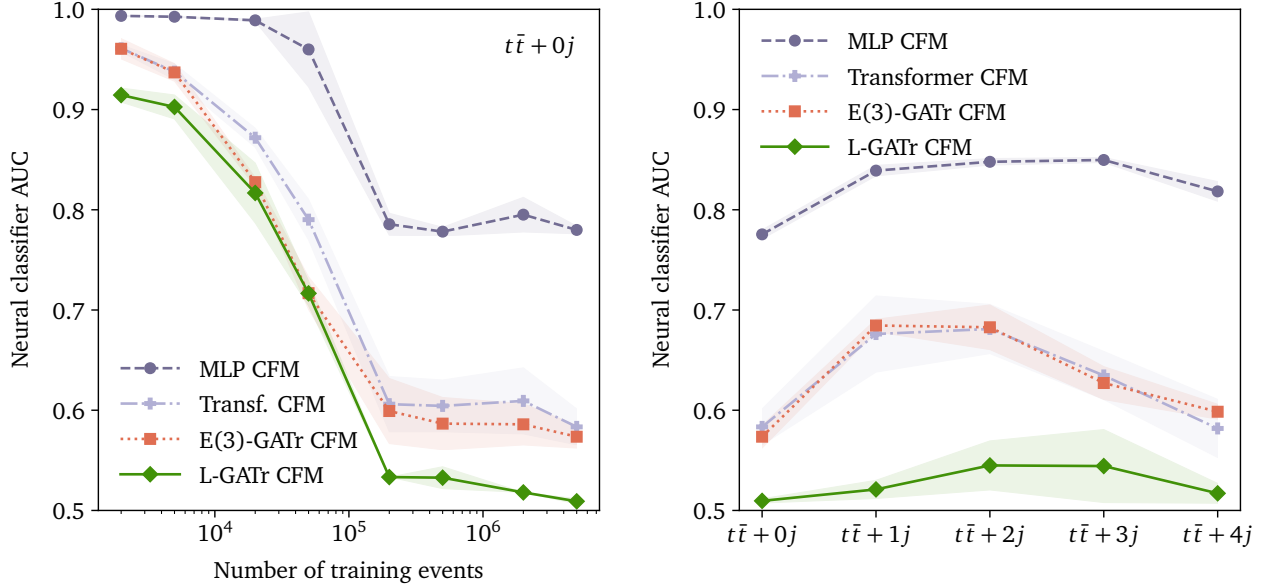 Neural classifier AUC
1.0
0.9
0.8
0.7
0.6
0.5
tt̄ + 0j
MLP CFM
Transf. CFM
E(3)-GATr CFM
L-GATr CFM
10⁴
10⁵
10⁶
Number of training events
Neural classifier AUC
1.0
0.9
0.8
0.7
0.6
0.5
MLP CFM
Transformer CFM
E(3)-GATr CFM
L-GATr CFM
tt̄ + 0j
tt̄ + 1j
tt̄ + 2j
tt̄ + 3j
tt̄ + 4j